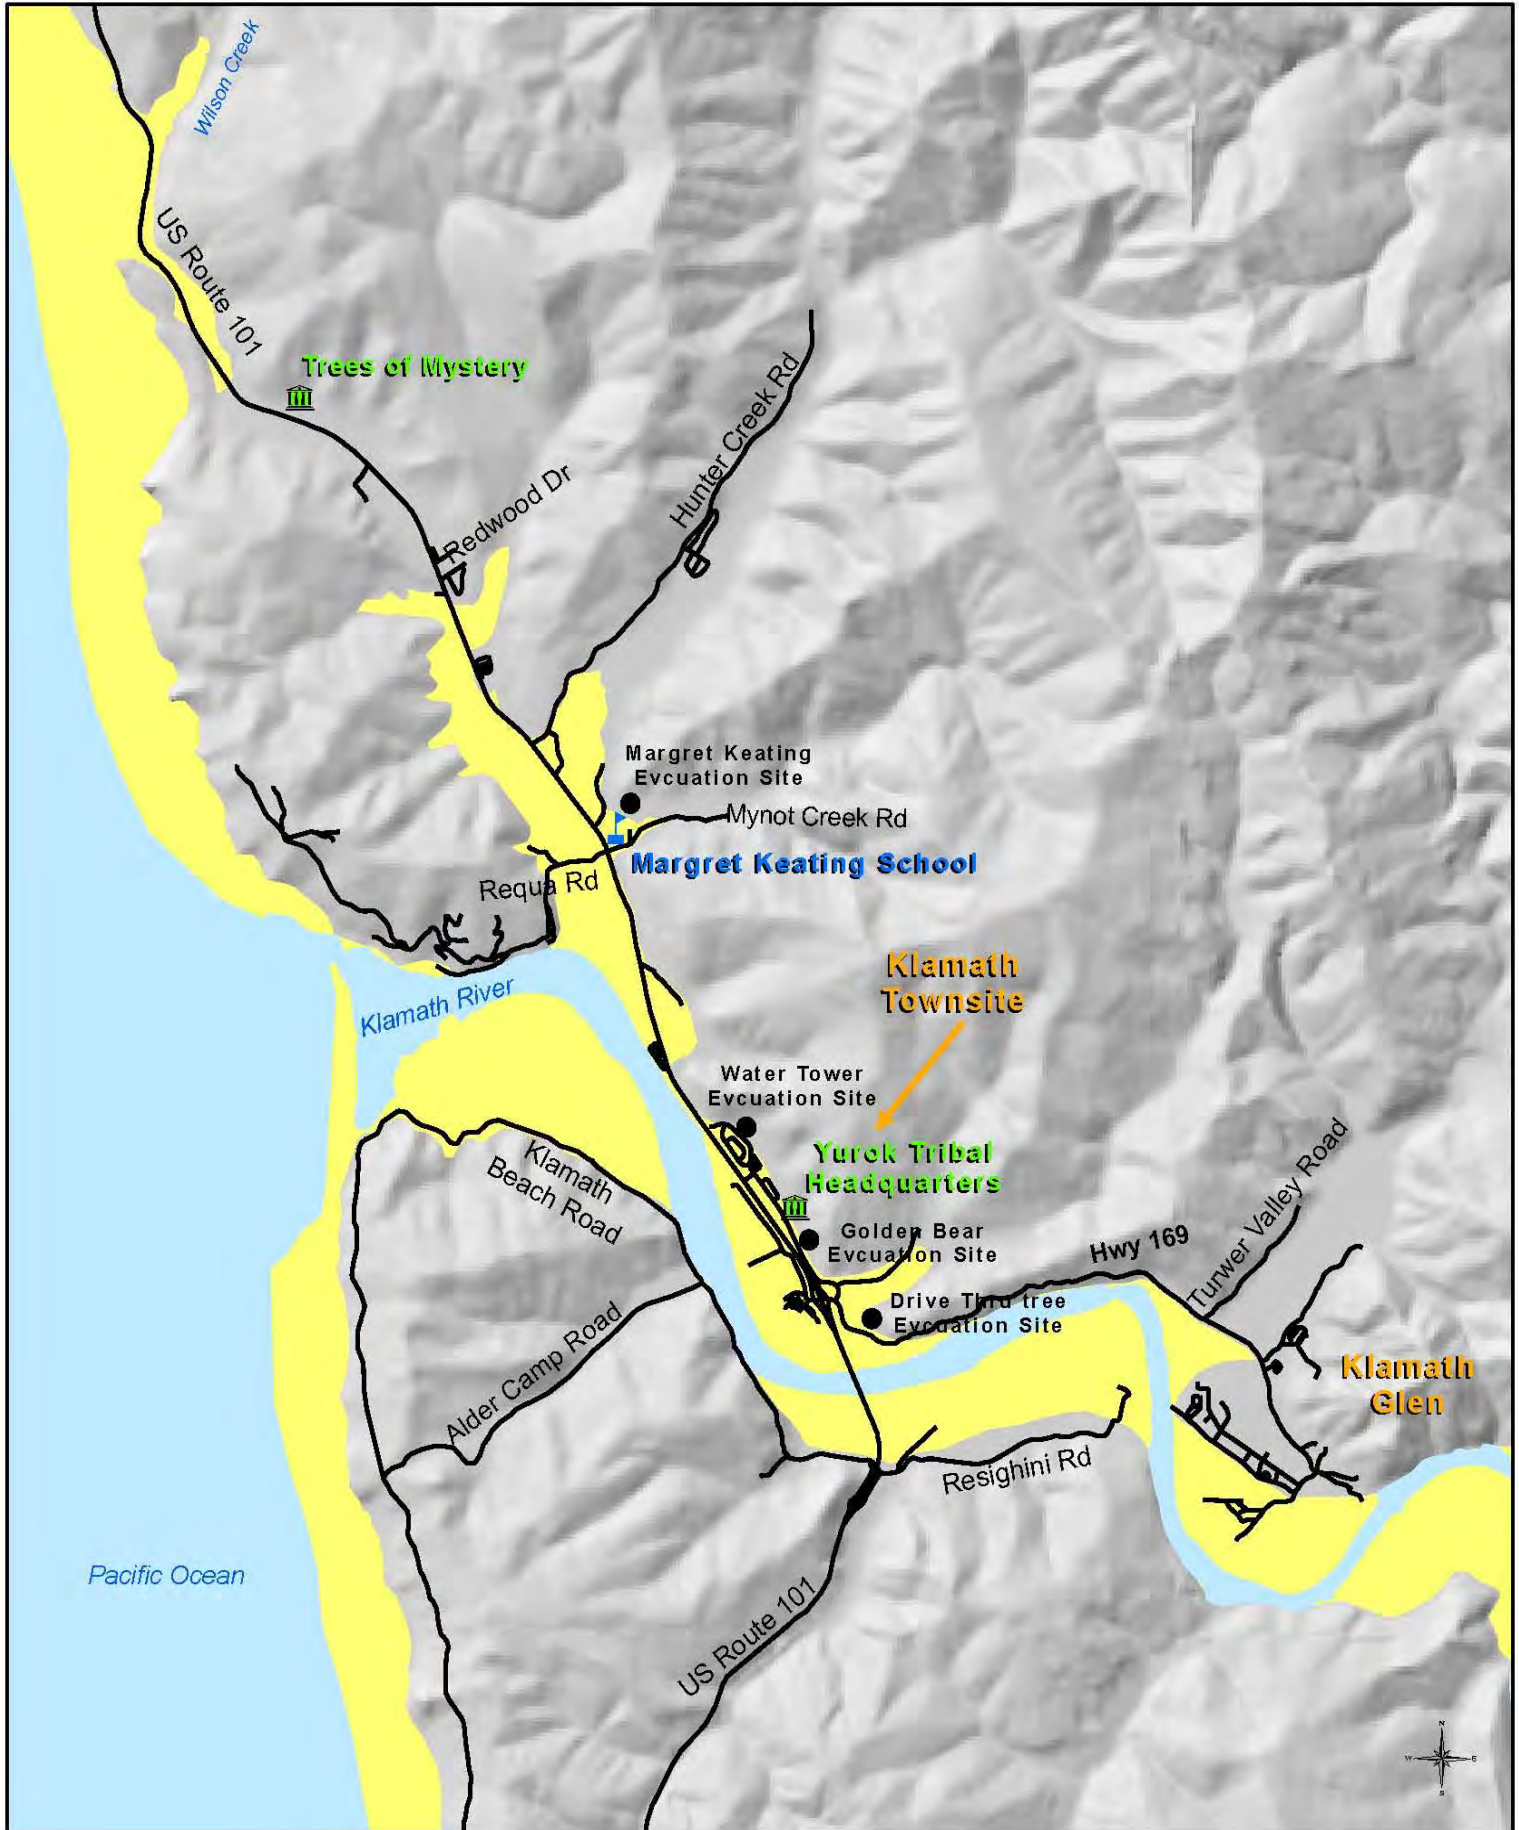 Wilson Creek
US Route 101
Trees of Mystery
Hunter Creek Rd
Redwood Dr
Margret Keating
Evcuation Site
Mynot Creek Rd
Margret Keating School
Requa Rd
Klamath
Townsite
Klamath River
Water Tower
Evcuation Site
Yurok Tribal
Headquarters
Klamath
Beach Road
Golden Bear
Evcuation Site
Hwy 169
Turwer Valley Road
Drive Thru tree
Evcuation Site
Alder Camp Road
Klamath
Glen
Resighini Rd
Pacific Ocean
US Route 101
N
W
E
S